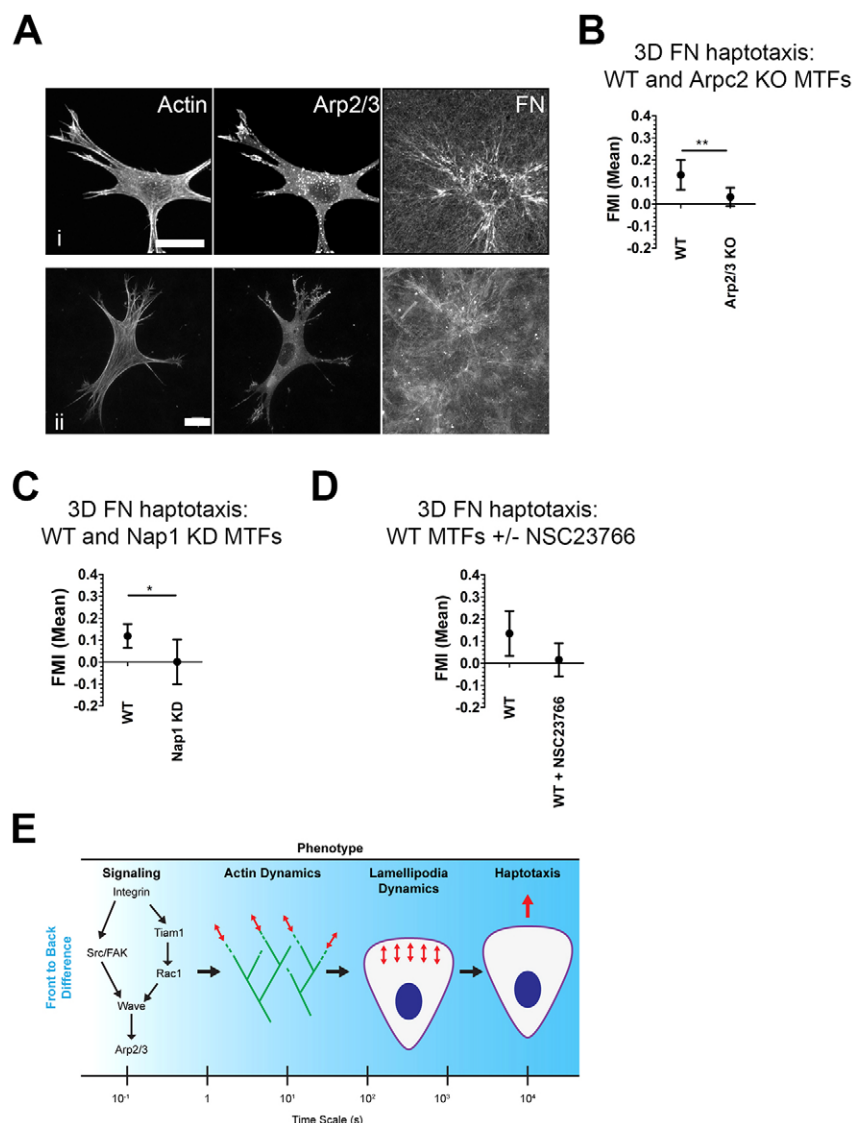 A
Actin
Arp2/3
FN
i
ii
B
3D FN haptotaxis:
WT and Arpc2 KO MTFs
FMI (Mean)
0.4
0.3
0.2
0.1
0.0
-0.1
-0.2
**
WT
Arp2/3 KO
C
3D FN haptotaxis:
WT and Nap1 KD MTFs
FMI (Mean)
0.4
0.3
0.2
0.1
0.0
-0.1
-0.2
*
WT
Nap1 KD
D
3D FN haptotaxis:
WT MTFs +/- NSC23766
FMI (Mean)
0.4
0.3
0.2
0.1
0.0
-0.1
-0.2
WT
WT + NSC23766
E
Phenotype
Signaling
Actin Dynamics
Lamellipodia
Dynamics
Haptotaxis
Front to Back
Difference
Integrin
Tiam1
Src/FAK
Rac1
Wave
Arp2/3
10⁻¹
1
10¹
10²
10³
10⁴
Time Scale (s)